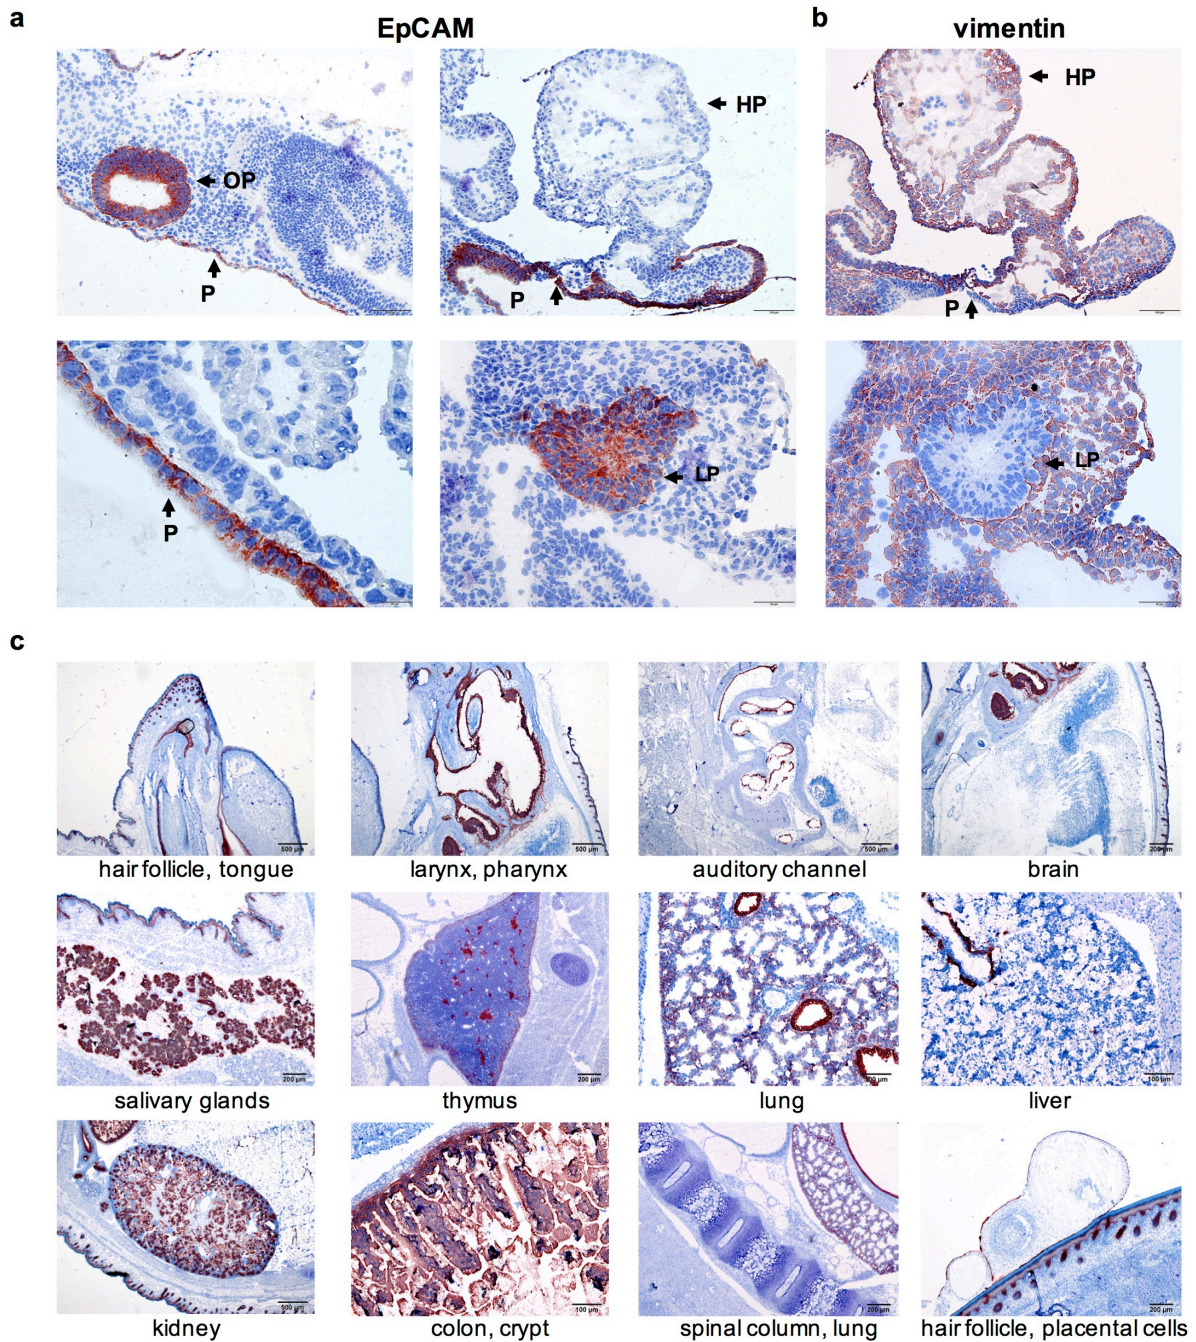 a
EpCAM
b
vimentin
OP
P
HP
P
HP
P
P
LP
LP
c
500 µm
500 µm
500 µm
200 µm
hair follicle, tongue
larynx, pharynx
auditory channel
brain
200 µm
200 µm
100 µm
salivary glands
thymus
lung
liver
500 µm
100 µm
200 µm
200 µm
kidney
colon, crypt
spinal column, lung
hair follicle, placental cells